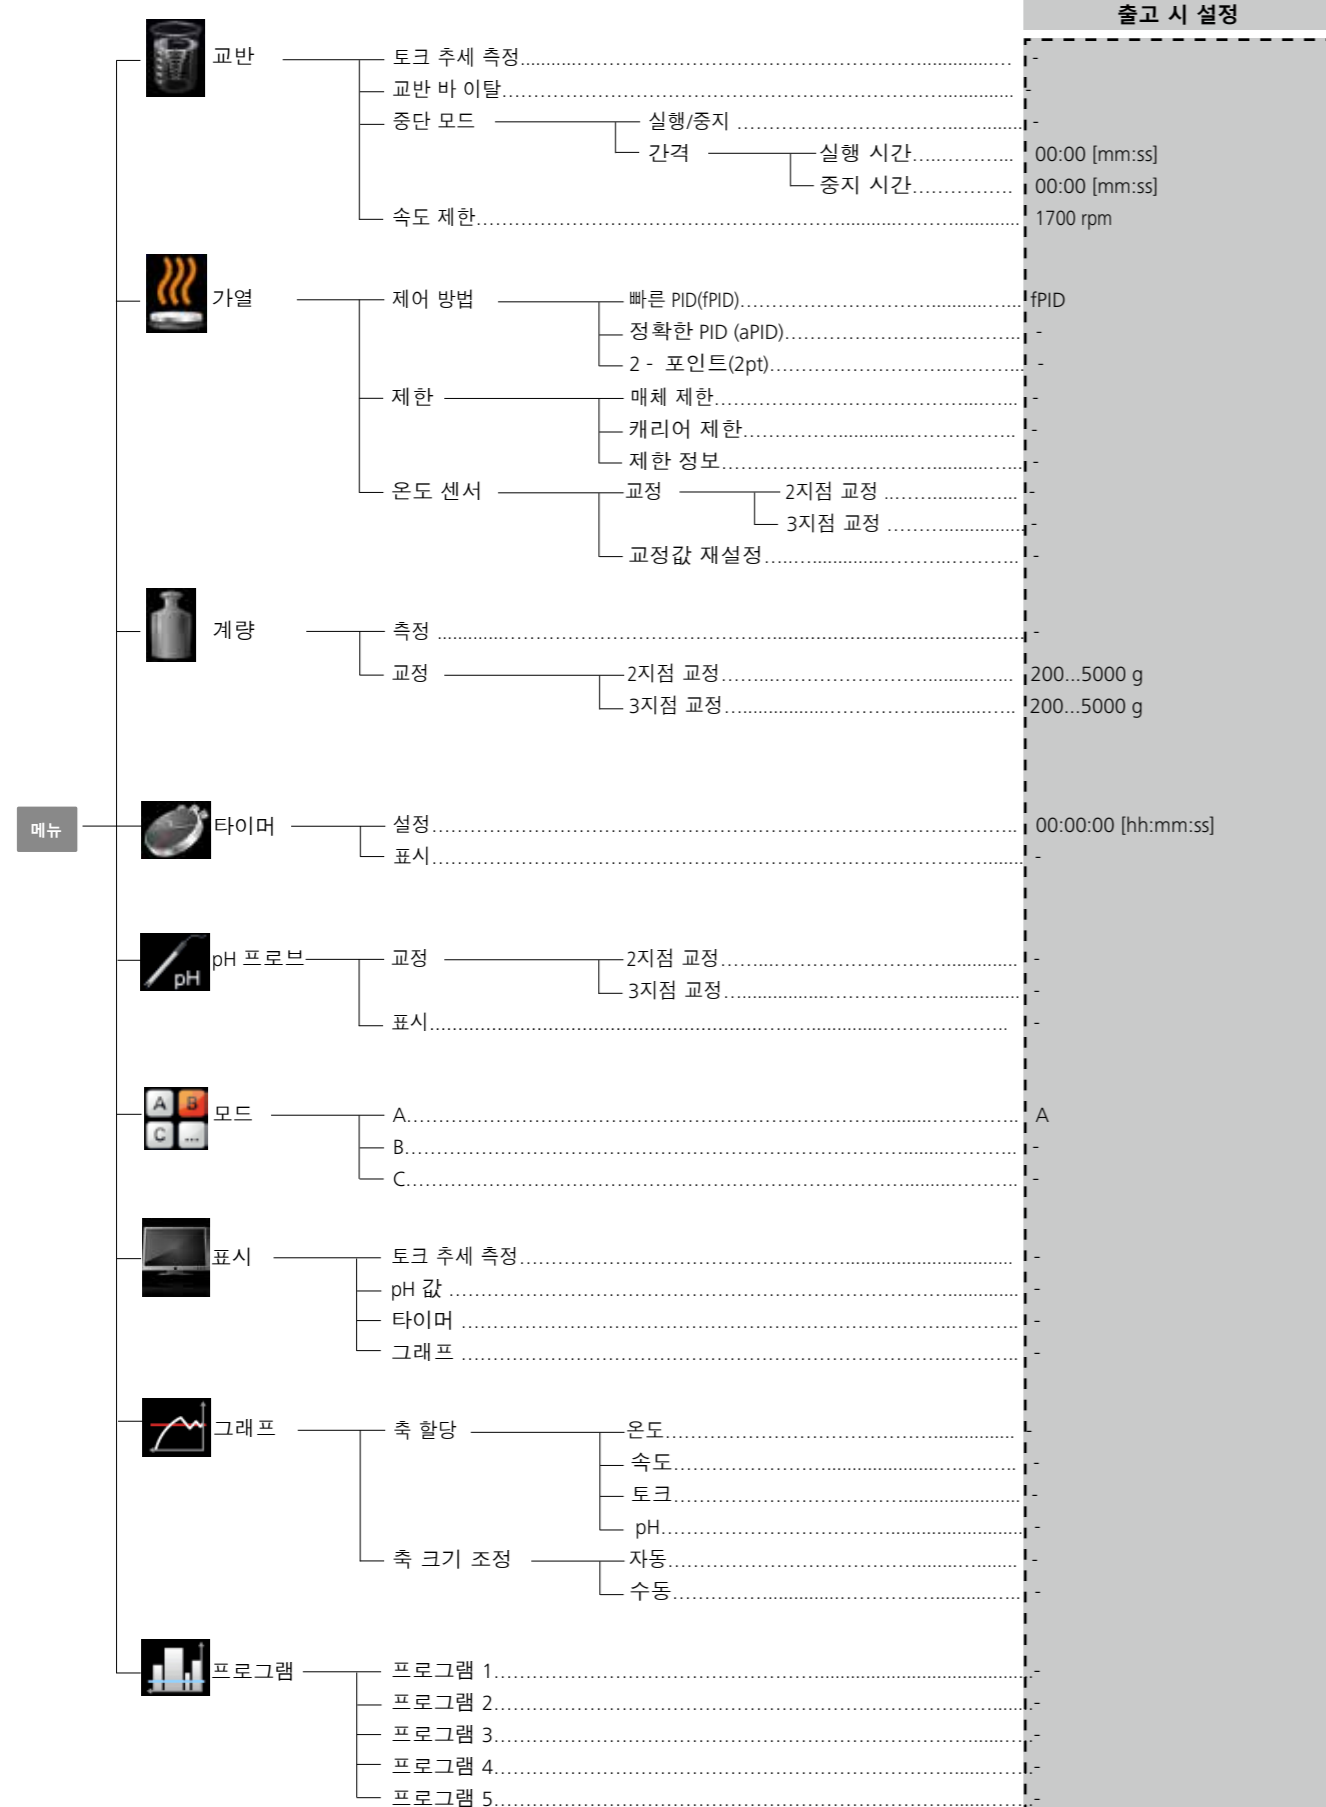 출고 시 설정
교반
토크 추세 측정 -
교반 바 이탈 -
중단 모드 실행/중지 -
간격 실행 시간 00:00 [mm:ss]
중지 시간 00:00 [mm:ss]
속도 제한 1700 rpm
가열 제어 방법 빠른 PID(fPID) fPID
정확한 PID (aPID) -
2 - 포인트(2pt) -
제한 매체 제한 -
캐리어 제한 -
제한 정보 -
온도 센서 교정 2지점 교정 -
3지점 교정 -
교정값 재설정 -
계량 측정 -
교정 2지점 교정 200...5000 g
3지점 교정 200...5000 g
메뉴
타이머 설정 00:00:00 [hh:mm:ss]
표시 -
pH
pH 프로브 교정 2지점 교정 -
3지점 교정 -
표시 -
A B
C ...
모드 A A
B -
C -
표시 토크 추세 측정 -
pH 값 -
타이머 -
그래프 -
그래프 축 할당 온도 -
속도 -
토크 -
pH -
축 크기 조정 자동 -
수동 -
프로그램 프로그램 1 -
프로그램 2 -
프로그램 3 -
프로그램 4 -
프로그램 5 -